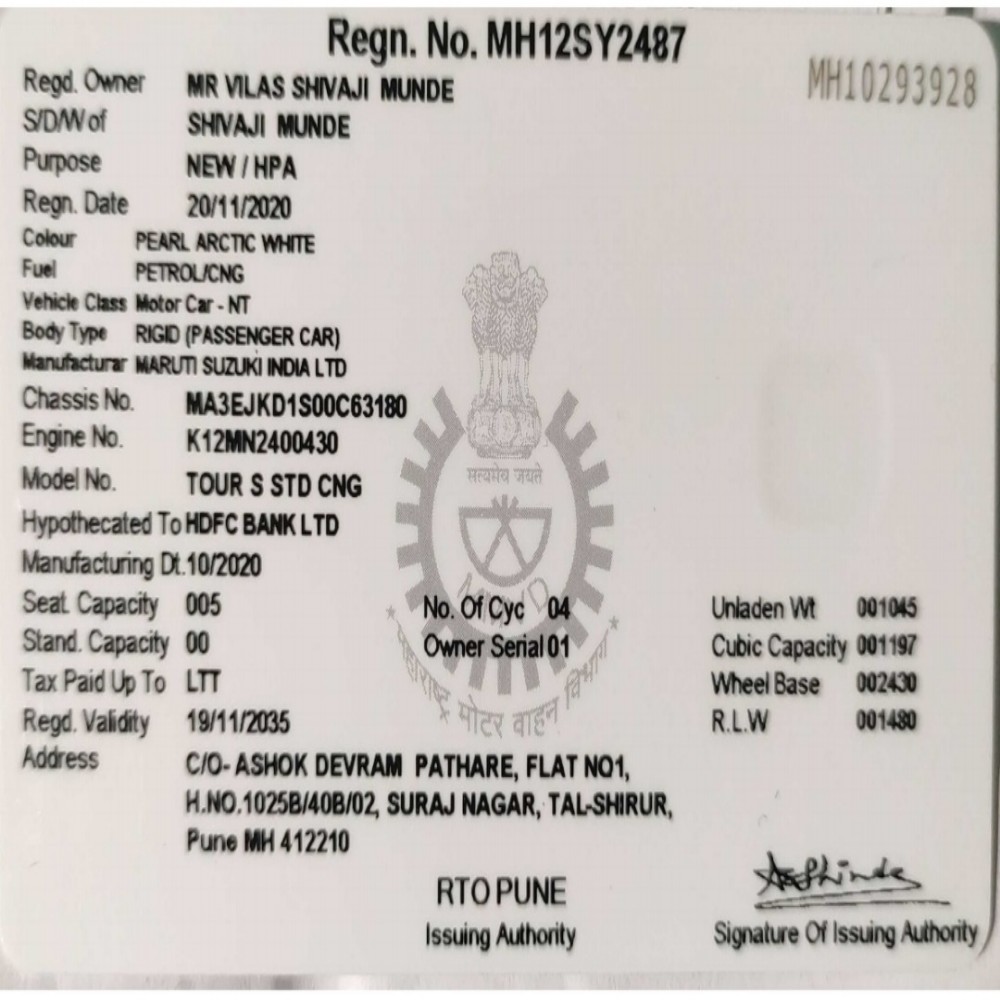 Regn. No. MH12SY2487
MH10293928
Regd. Owner MR VILAS SHIVAJI MUNDE
S/D/W of SHIVAJI MUNDE
Purpose NEW / HPA
Regn. Date 20/11/2020
Colour PEARL ARCTIC WHITE
Fuel PETROL/CNG
Vehicle Class Motor Car - NT
Body Type RIGID (PASSENGER CAR)
Manufacturar MARUTI SUZUKI INDIA LTD
Chassis No. MA3EJKD1S00C63180
Engine No. K12MN2400430
सत्यमेव जयते
Model No. TOUR S STD CNG
Hypothecated To HDFC BANK LTD
Manufacturing Dt. 10/2020
Seat Capacity 005 No. Of Cyc 04 Unladen Wt 001045
Stand. Capacity 00 Owner Serial 01 Cubic Capacity 001197
Tax Paid Up To LTT Wheel Base 002430
Regd. Validity 19/11/2035 R.L.W 001480
महाराष्ट्र मोटर वाहन विभाग
Address C/O- ASHOK DEVRAM PATHARE, FLAT NO1,
H.NO.1025B/40B/02, SURAJ NAGAR, TAL-SHIRUR,
Pune MH 412210
RTO PUNE
Issuing Authority
Signature Of Issuing Authority